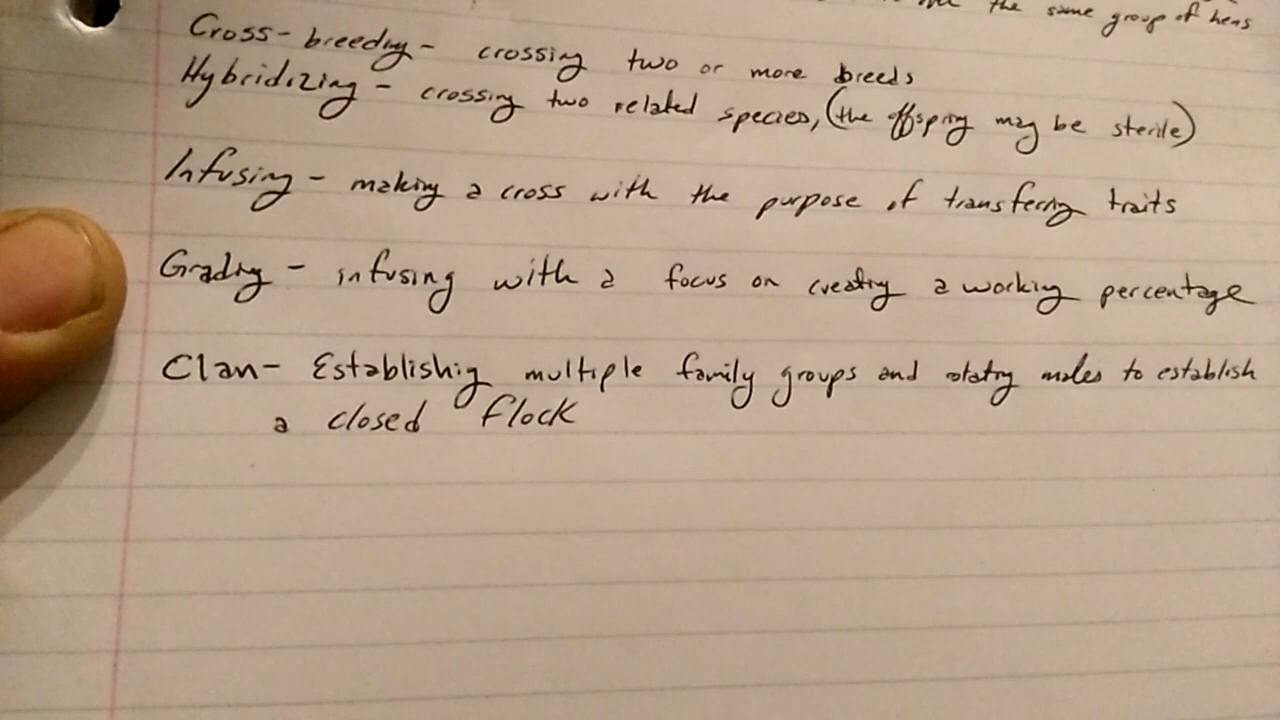 the same group of hens
Cross-breeding - crossing two or more breeds
Hybridizing - crossing two related species, (the offspring may be sterile)
Infusing - making a cross with the purpose of transferring traits
Grading - infusing with a focus on creating a working percentage
Clan- Establishing multiple family groups and rotating males to establish
a closed flock